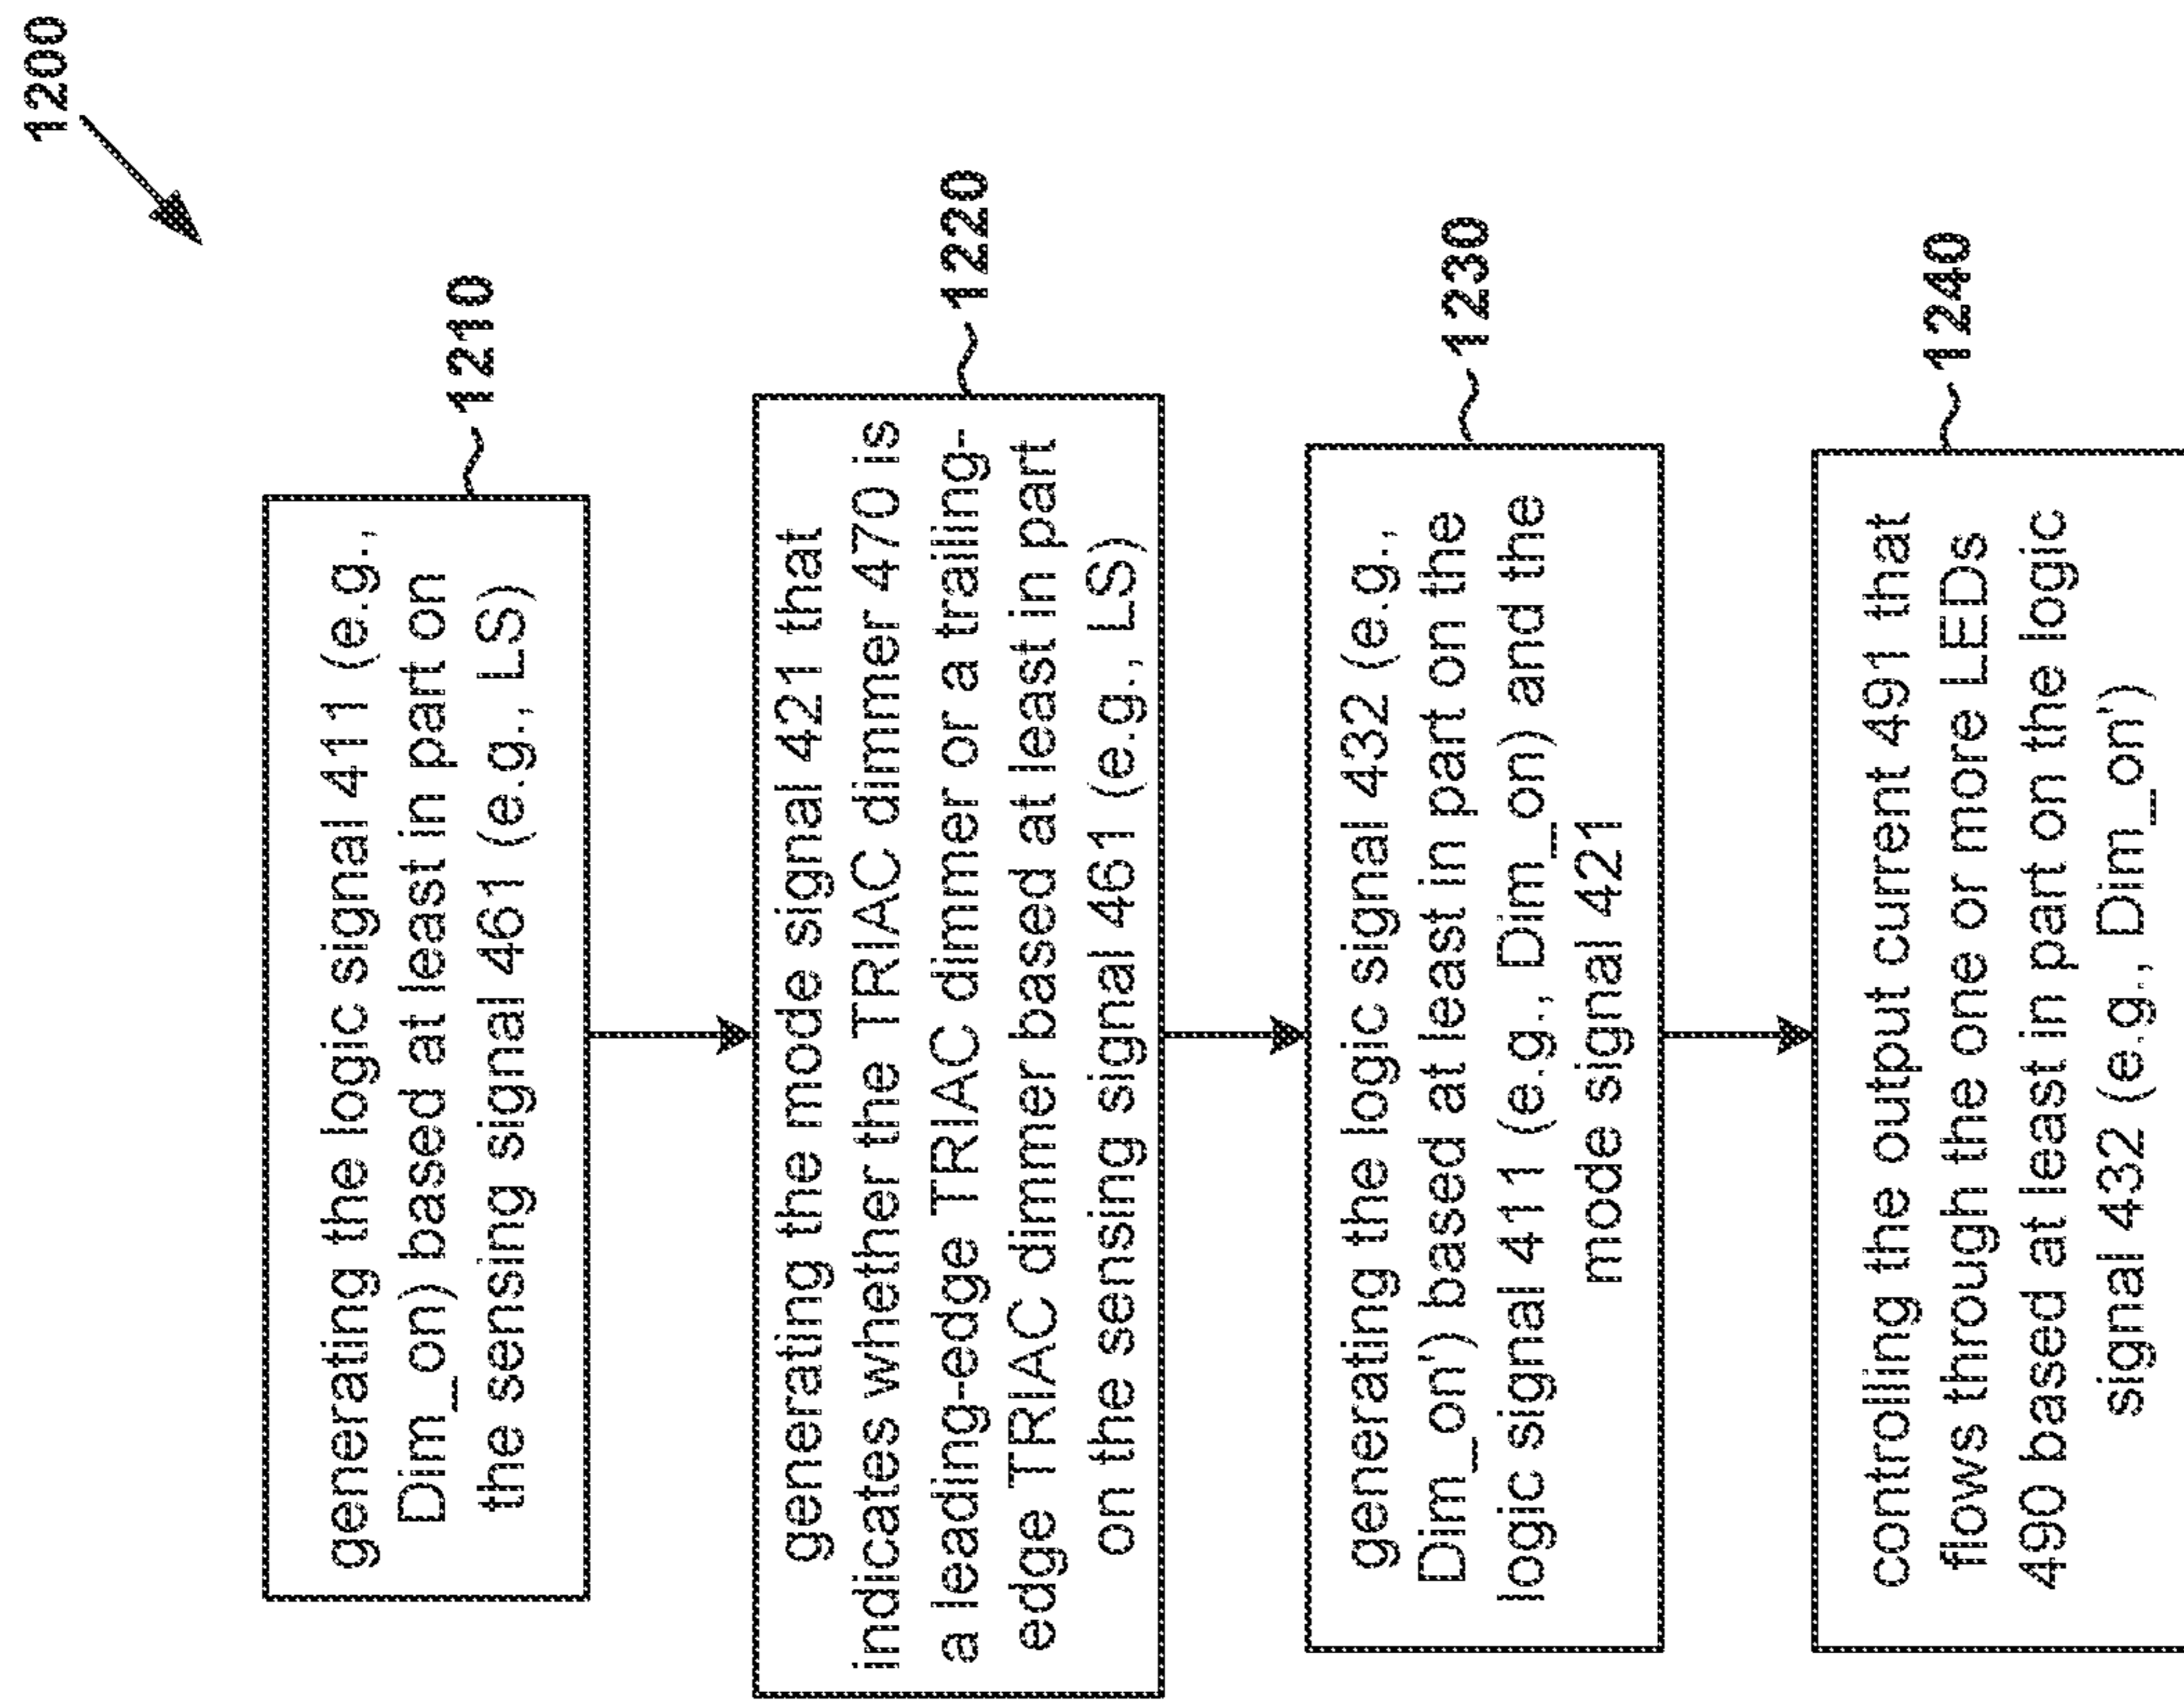 1200
generating the logic signal 411 (e.g.,
Dim_on) based at least in part on
the sensing signal 461 (e.g., LS)
1210
generating the mode signal 421 that
indicates whether the TRIAC dimmer 470 is
a leading-edge TRIAC dimmer or a trailing-
edge TRIAC dimmer based at least in part
on the sensing signal 461 (e.g., LS)
1220
generating the logic signal 432 (e.g.,
Dim_on') based at least in part on the
logic signal 411 (e.g., Dim_on) and the
mode signal 421
1230
controlling the output current 491 that
flows through the one or more LEDs
490 based at least in part on the logic
signal 432 (e.g., Dim_on')
1240